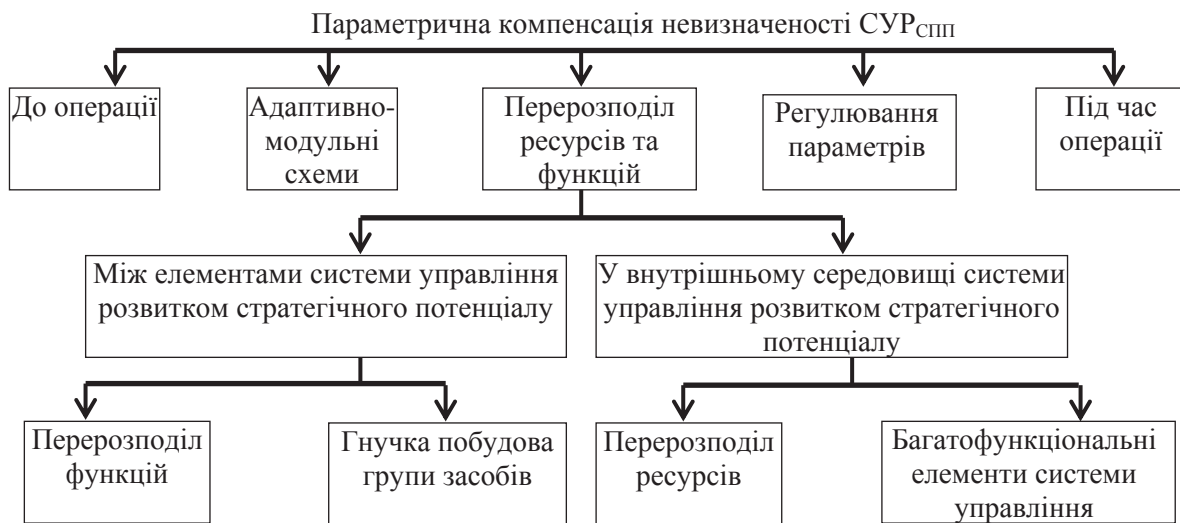 Параметрична компенсація невизначеності СУРСПП
До операції
Адаптивно-
модульні
схеми
Перерозподіл
ресурсів та
функцій
Регулювання
параметрів
Під час
операції
Між елементами системи управління
розвитком стратегічного потенціалу
У внутрішньому середовищі системи
управління розвитком стратегічного
потенціалу
Перерозподіл
функцій
Гнучка побудова
групи засобів
Перерозподіл
ресурсів
Багатофункціональні
елементи системи
управління